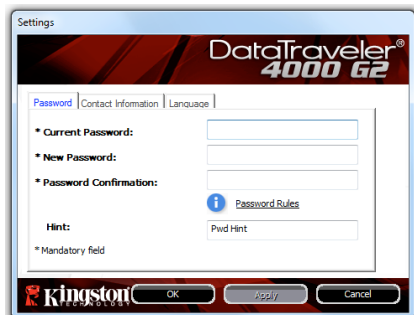 Settings
DataTraveler®
4000 G2
Password Contact Information Language
* Current Password:
* New Password:
* Password Confirmation:
i Password Rules
Hint: Pwd Hint
* Mandatory field
Kingston OK Apply Cancel
TECHNOLOGY